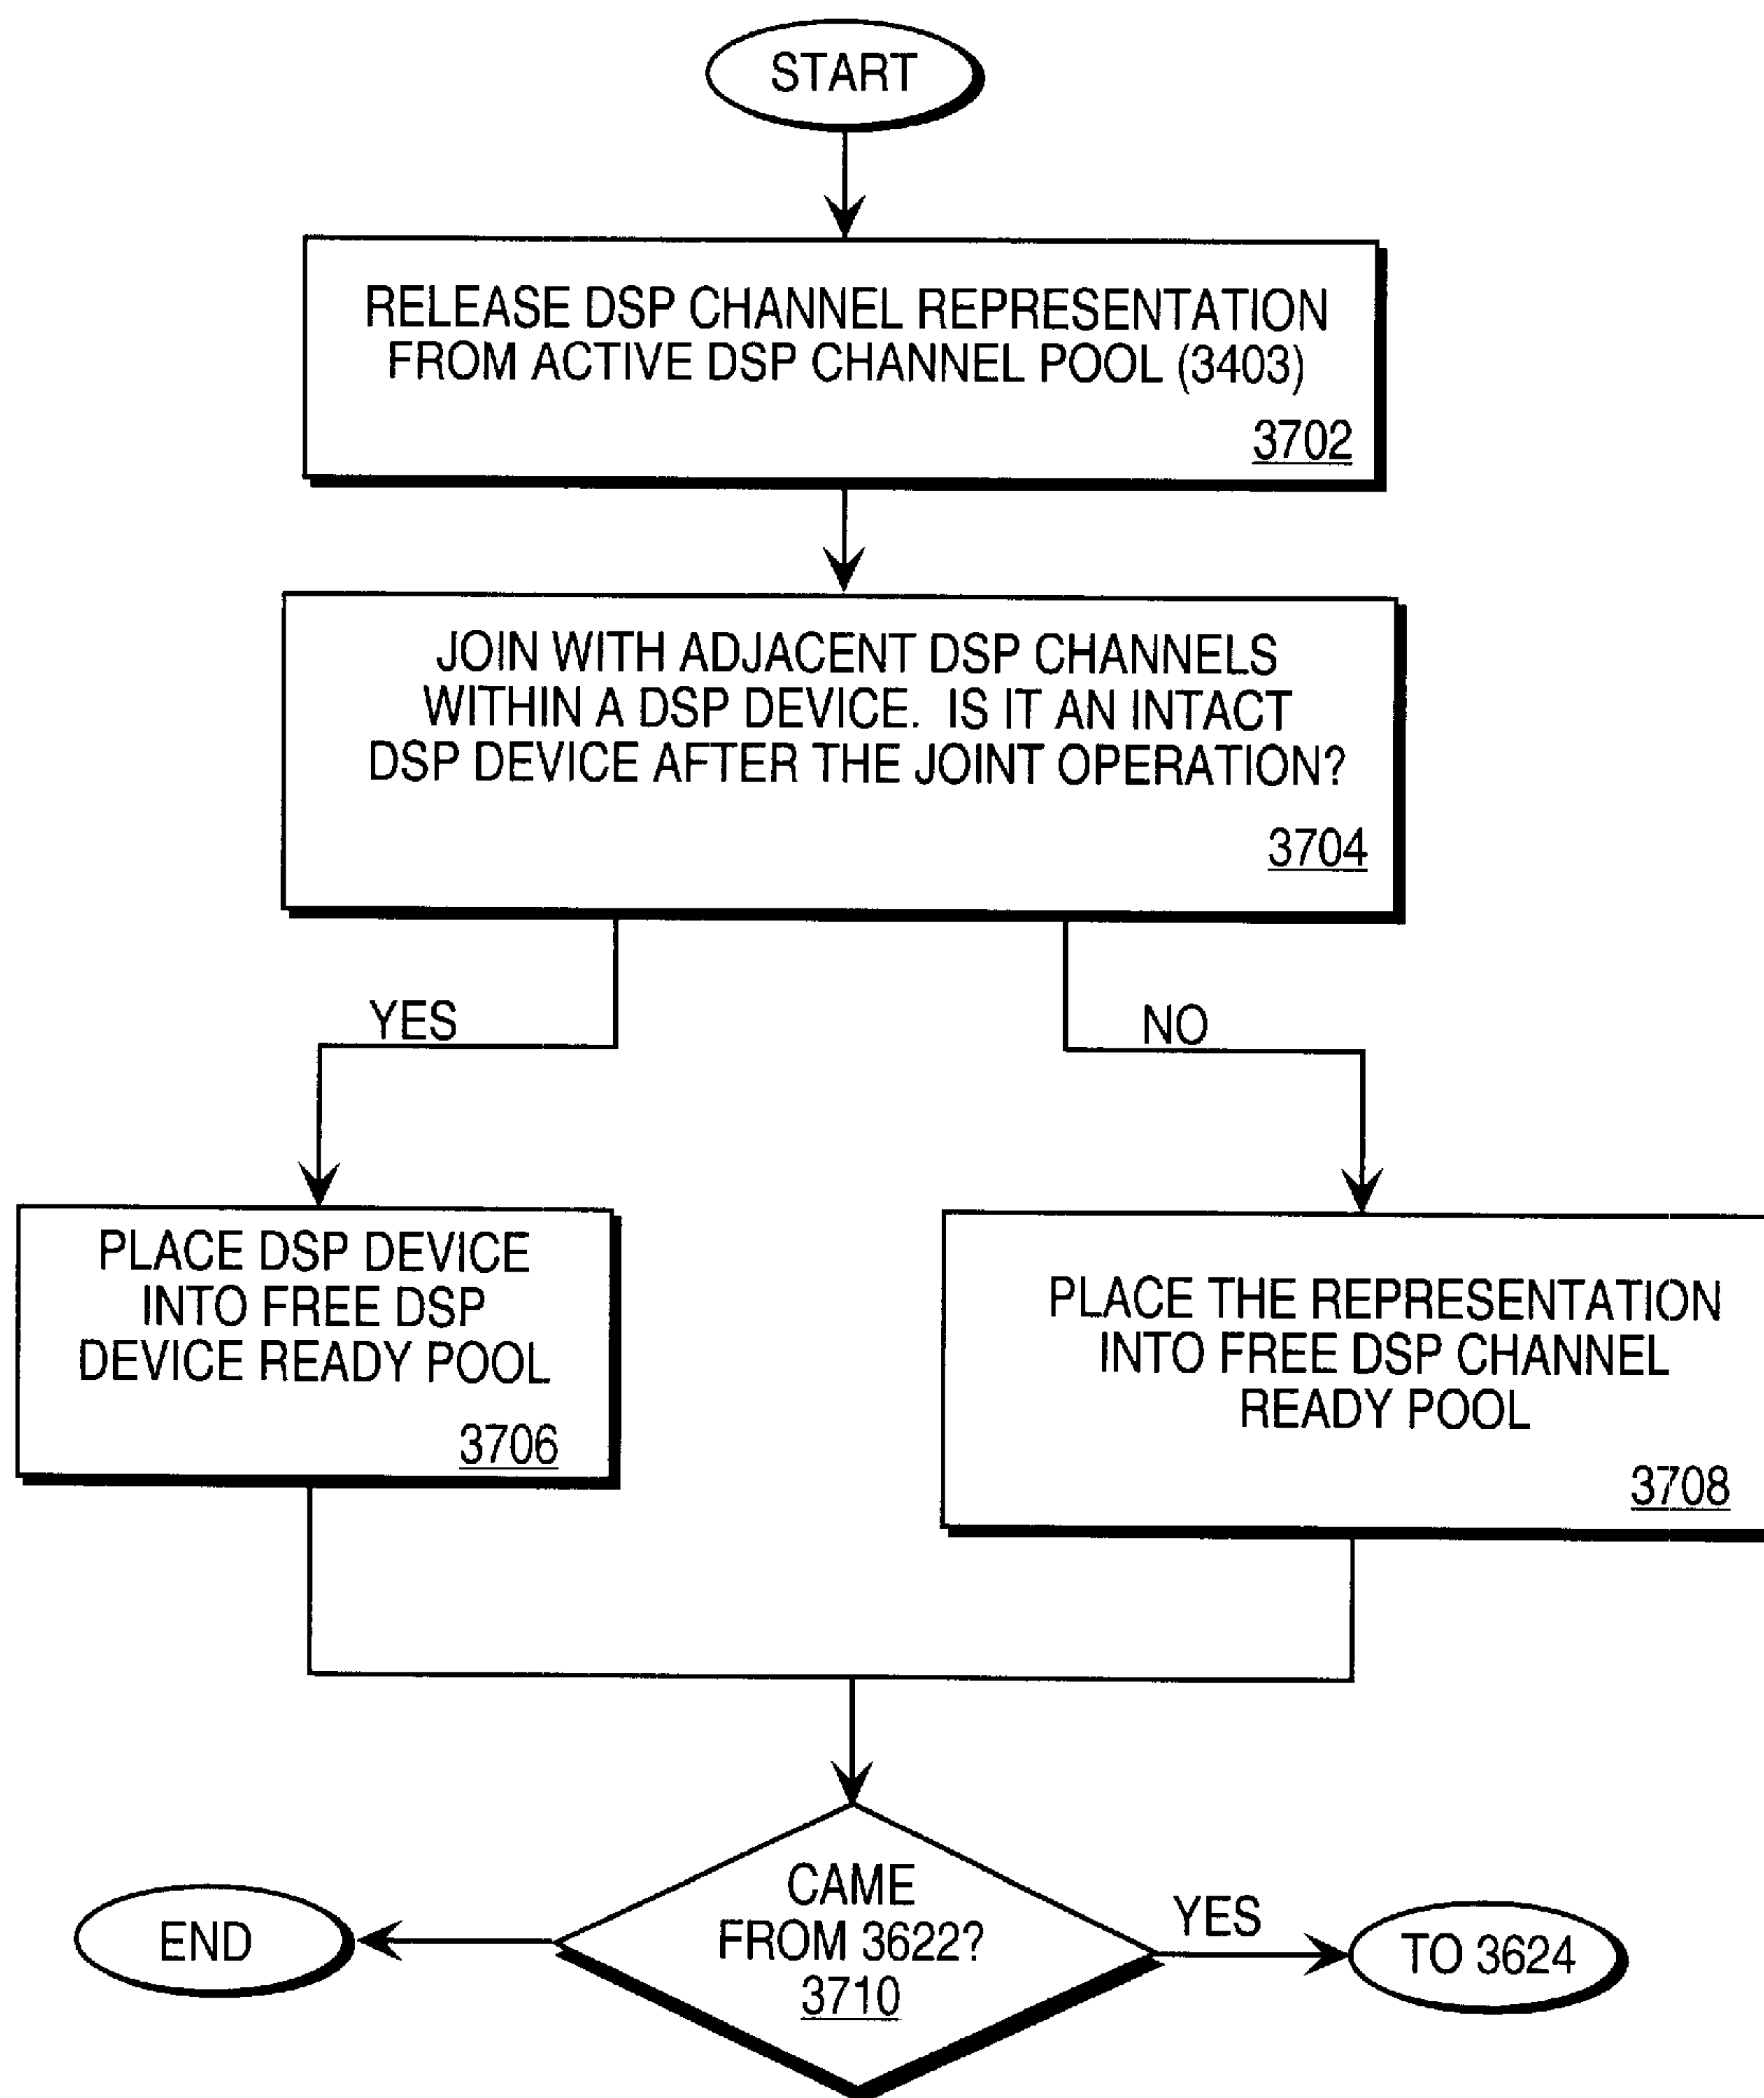 START
RELEASE DSP CHANNEL REPRESENTATION
FROM ACTIVE DSP CHANNEL POOL (3403)
3702
JOIN WITH ADJACENT DSP CHANNELS
WITHIN A DSP DEVICE. IS IT AN INTACT
DSP DEVICE AFTER THE JOINT OPERATION?
3704
YES
NO
PLACE DSP DEVICE
INTO FREE DSP
DEVICE READY POOL
3706
PLACE THE REPRESENTATION
INTO FREE DSP CHANNEL
READY POOL
3708
CAME
FROM 3622?
3710
YES
END
TO 3624